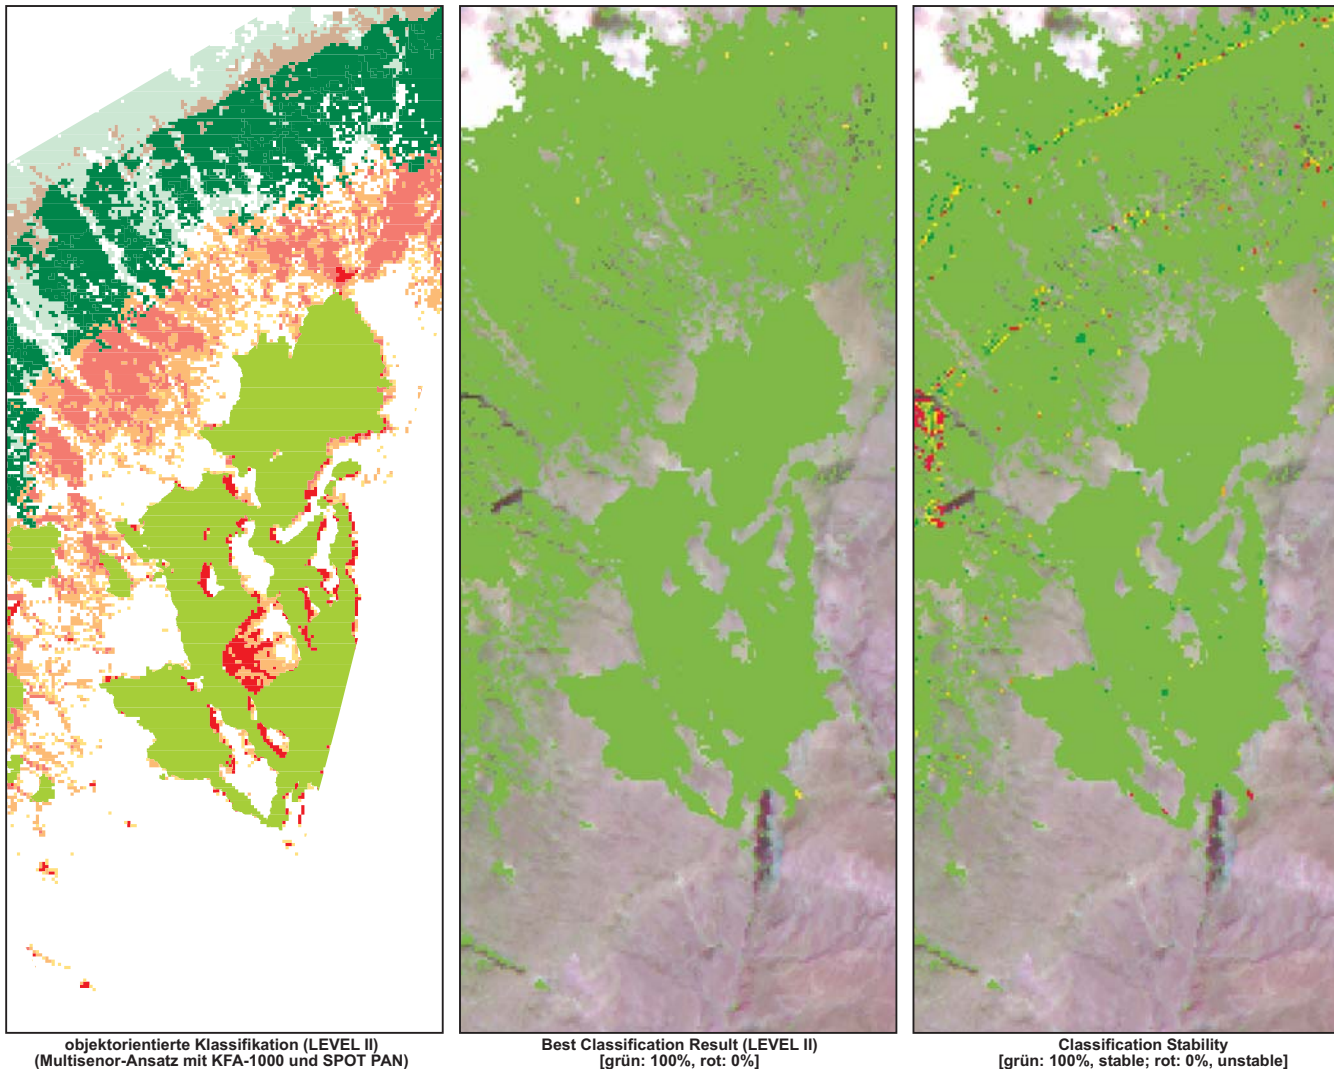 objektorientierte Klassifikation (LEVEL II)
(Multisenor-Ansatz mit KFA-1000 und SPOT PAN)
Best Classification Result (LEVEL II)
[grün: 100%, rot: 0%]
Classification Stability
[grün: 100%, stable; rot: 0%, unstable]